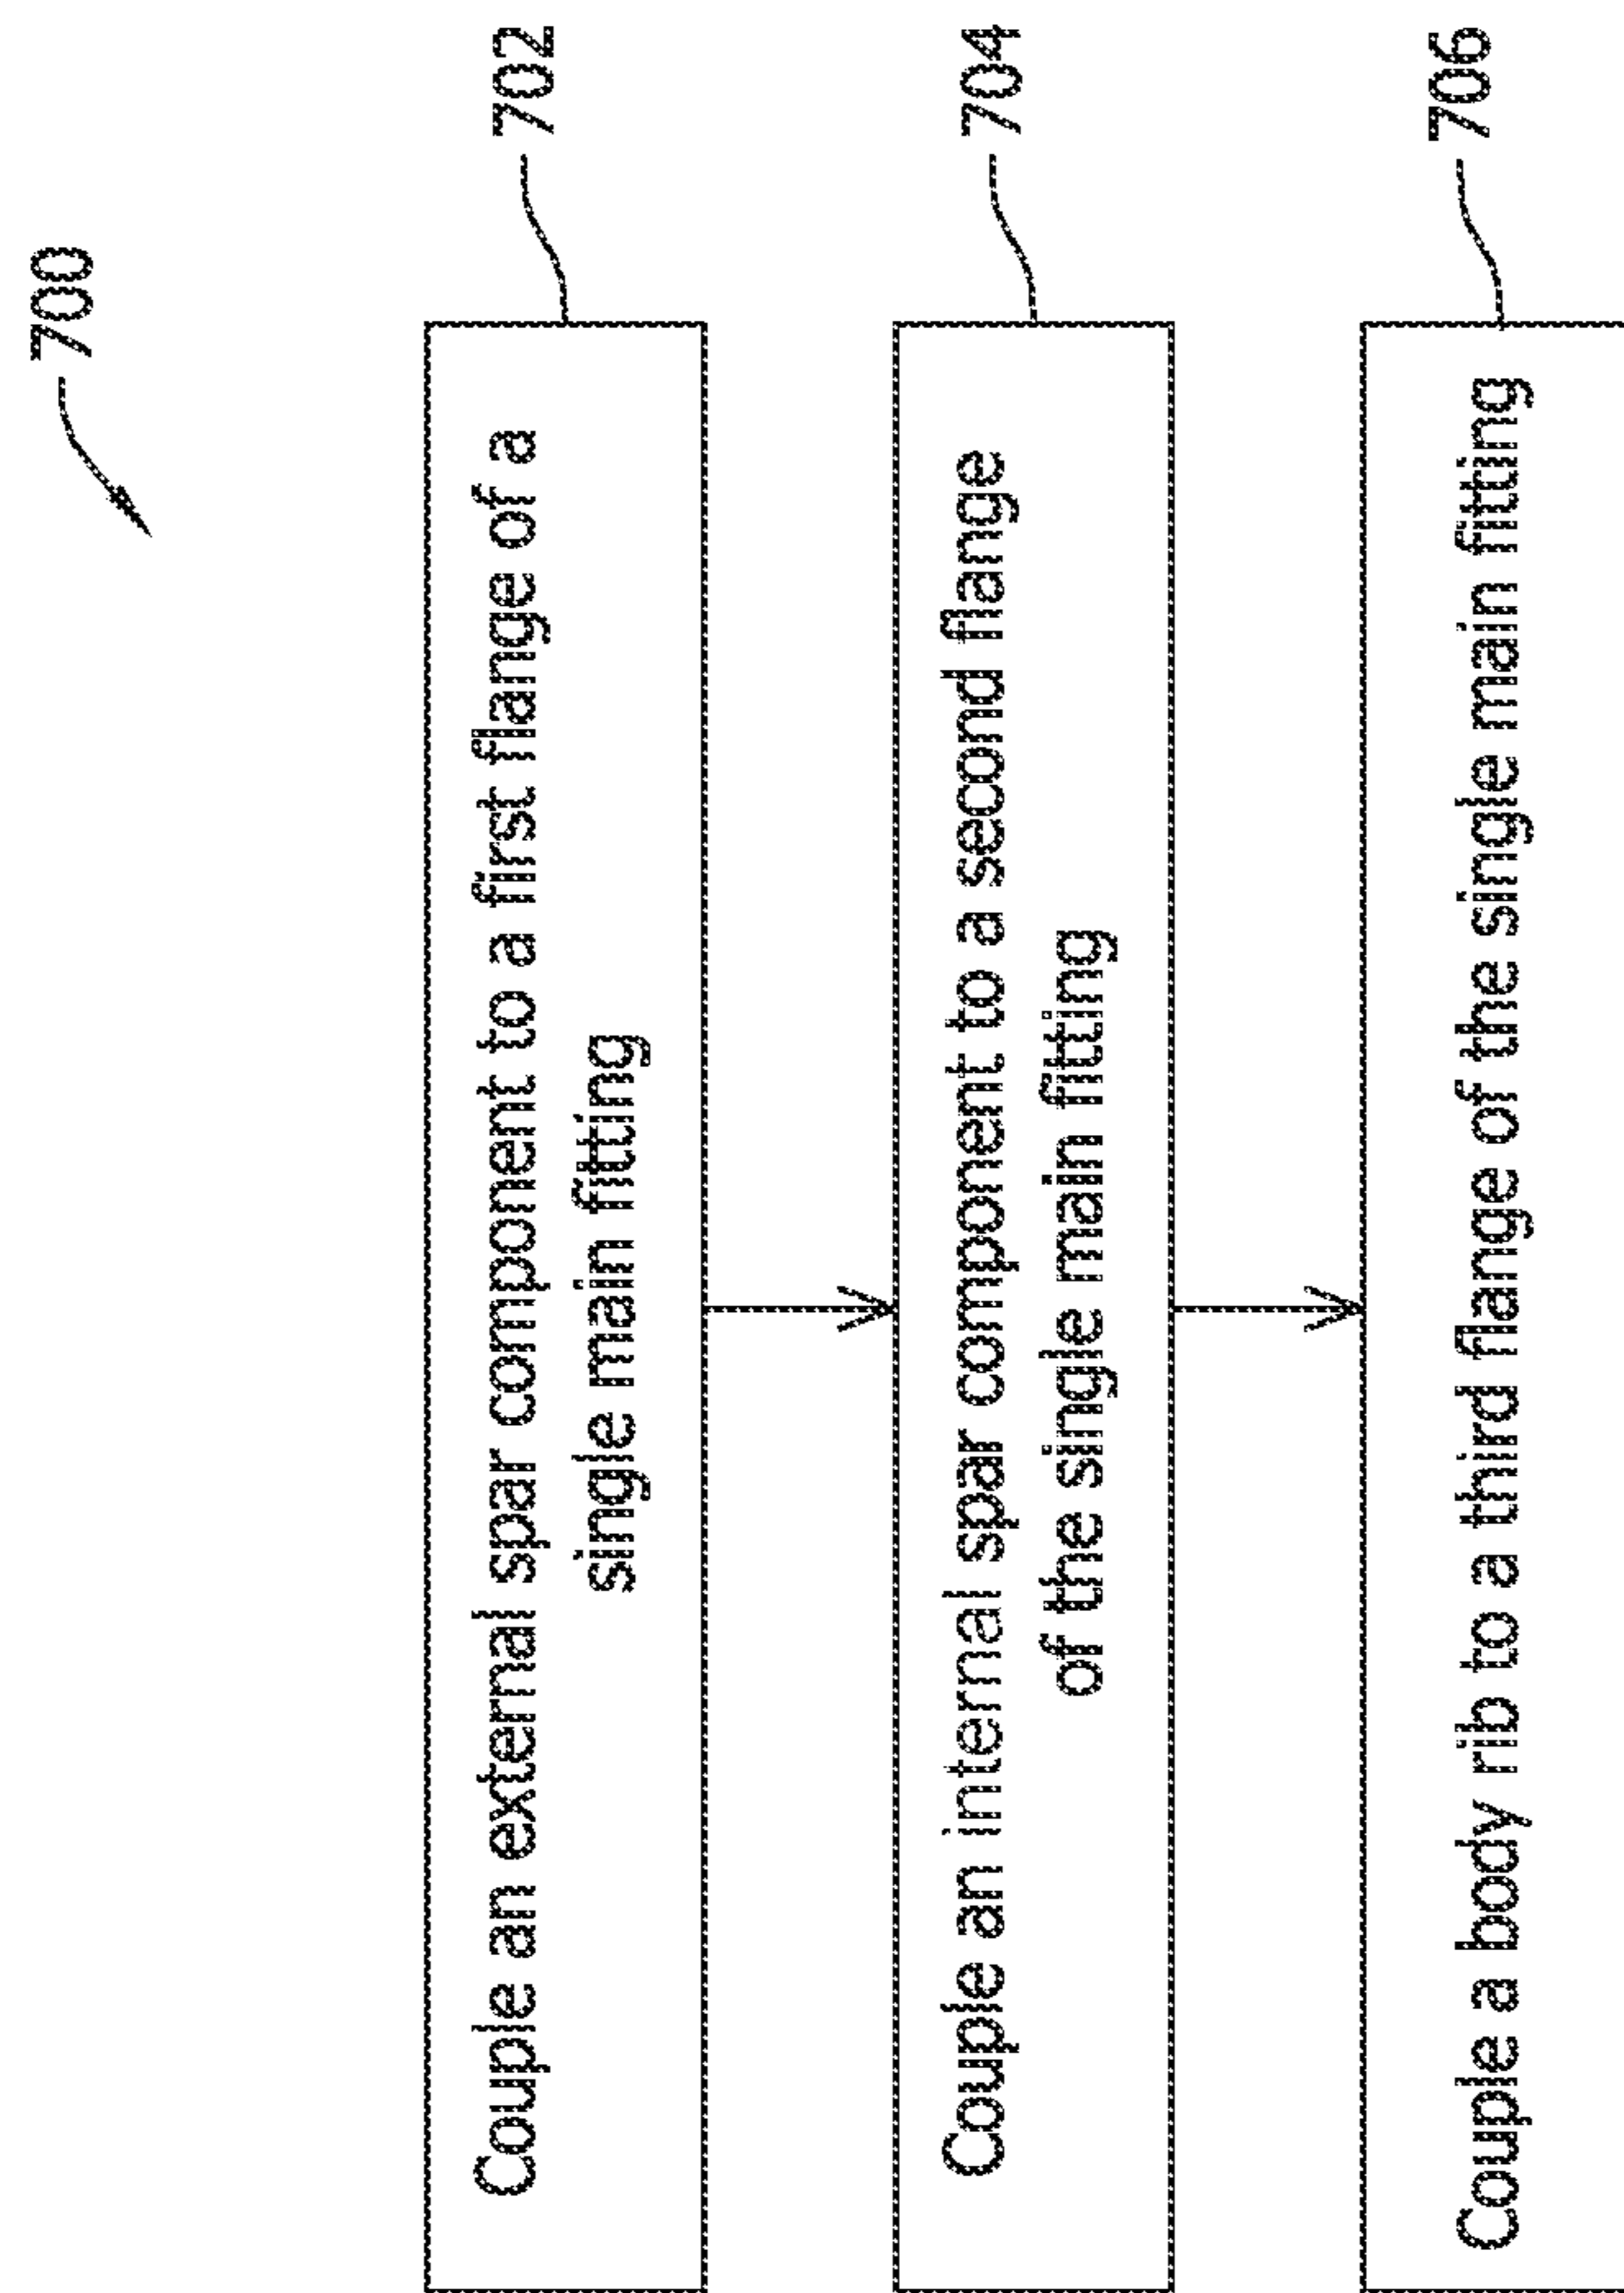 700
Couple an external spar component to a first flange of a
single main fitting
702
Couple an internal spar component to a second flange
of the single main fitting
704
Couple a body rib to a third flange of the single main fitting
706